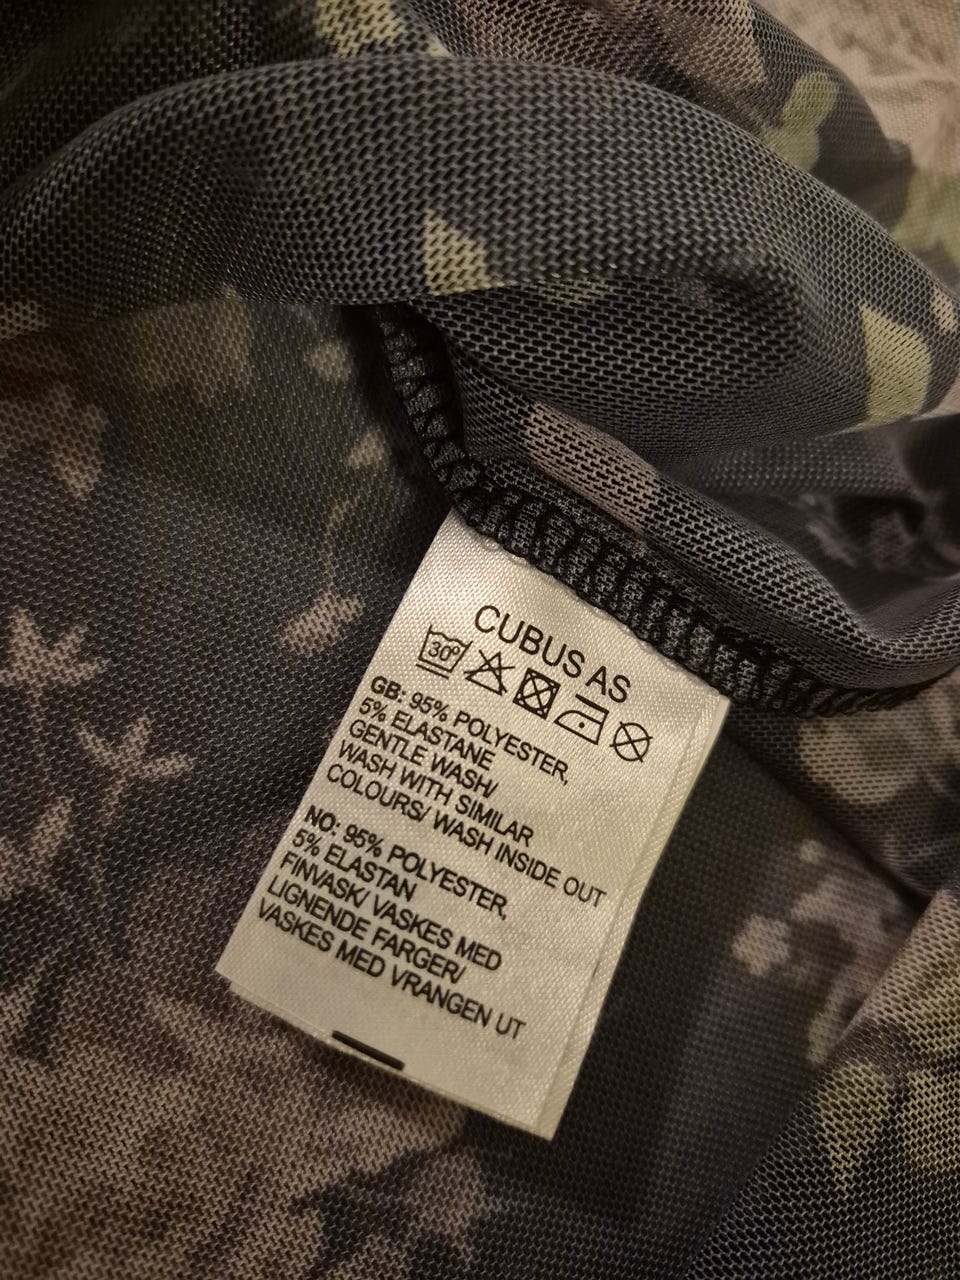 CUBUS AS
30º
GB: 95% POLYESTER,
5% ELASTANE
GENTLE WASH/
WASH WITH SIMILAR
COLOURS/ WASH INSIDE OUT
NO: 95% POLYESTER,
5% ELASTAN
FINVASK/ VASKES MED
LIGNENDE FARGER/
VASKES MED VRANGEN UT